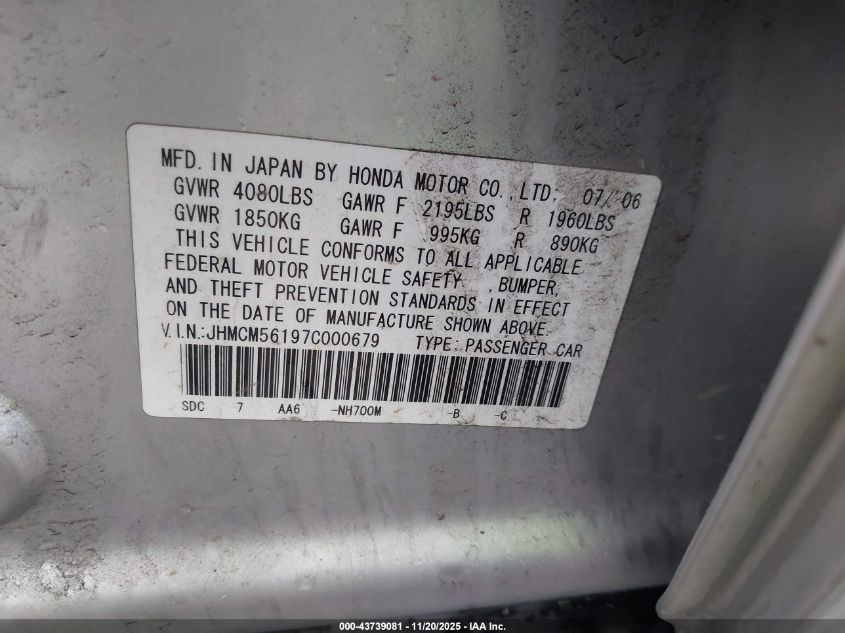 MFD. IN JAPAN BY HONDA MOTOR CO., LTD, 07/'06
GVWR 4080LBS GAWR F 2195LBS R 1960LBS
GVWR 1850KG GAWR F 995KG R 890KG
THIS VEHICLE CONFORMS TO ALL APPLICABLE
FEDERAL MOTOR VEHICLE SAFETY , BUMPER,
AND THEFT PREVENTION STANDARDS IN EFFECT
ON THE DATE OF MANUFACTURE SHOWN ABOVE.
V.I.N.:JHMCM56197C000679 TYPE: PASSENGER CAR
SDC 7 AA6 -NH700M -B -C
000-43739081 - 11/20/2025 - IAA Inc.